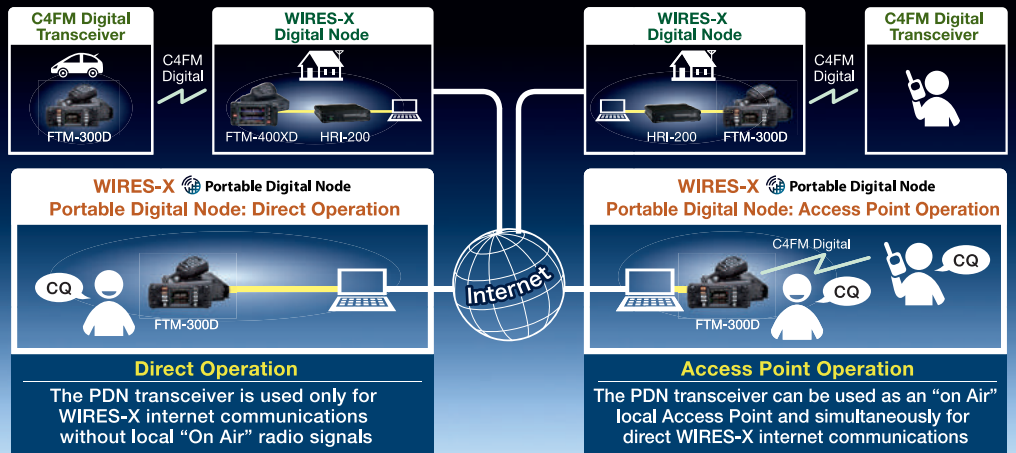 C4FM Digital
Transceiver
FTM-300D
C4FM
Digital
WIRES-X
Digital Node
FTM-400XD
HRI-200
WIRES-X
Digital Node
HRI-200
FTM-300D
C4FM
Digital
C4FM Digital
Transceiver
WIRES-X Portable Digital Node
Portable Digital Node: Direct Operation
CQ
FTM-300D
Direct Operation
The PDN transceiver is used only for
WIRES-X internet communications
without local “On Air” radio signals
Internet
WIRES-X Portable Digital Node
Portable Digital Node: Access Point Operation
C4FM Digital
CQ
CQ
FTM-300D
Access Point Operation
The PDN transceiver can be used as an “on Air”
local Access Point and simultaneously for
direct WIRES-X internet communications